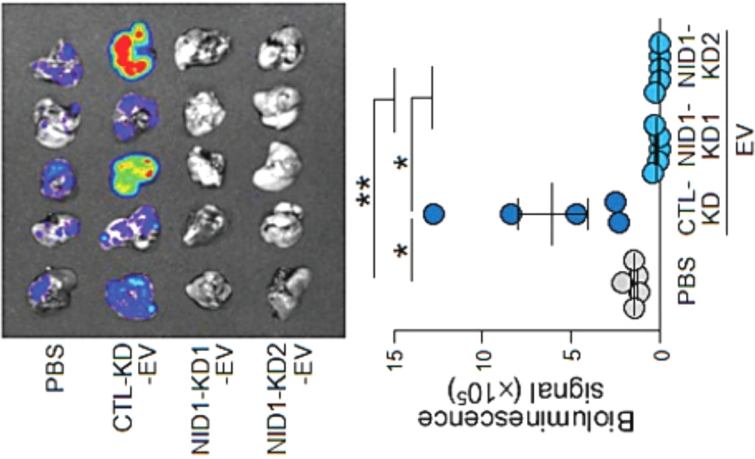 PBS
CTL-KD
-EV
NID1-KD1
-EV
NID1-KD2
-EV
**
*
*
Bioluminescence
signal (x10⁵)
15
10
5
0
PBS
CTL-
KD
NID1-
KD1
NID1-
KD2
EV